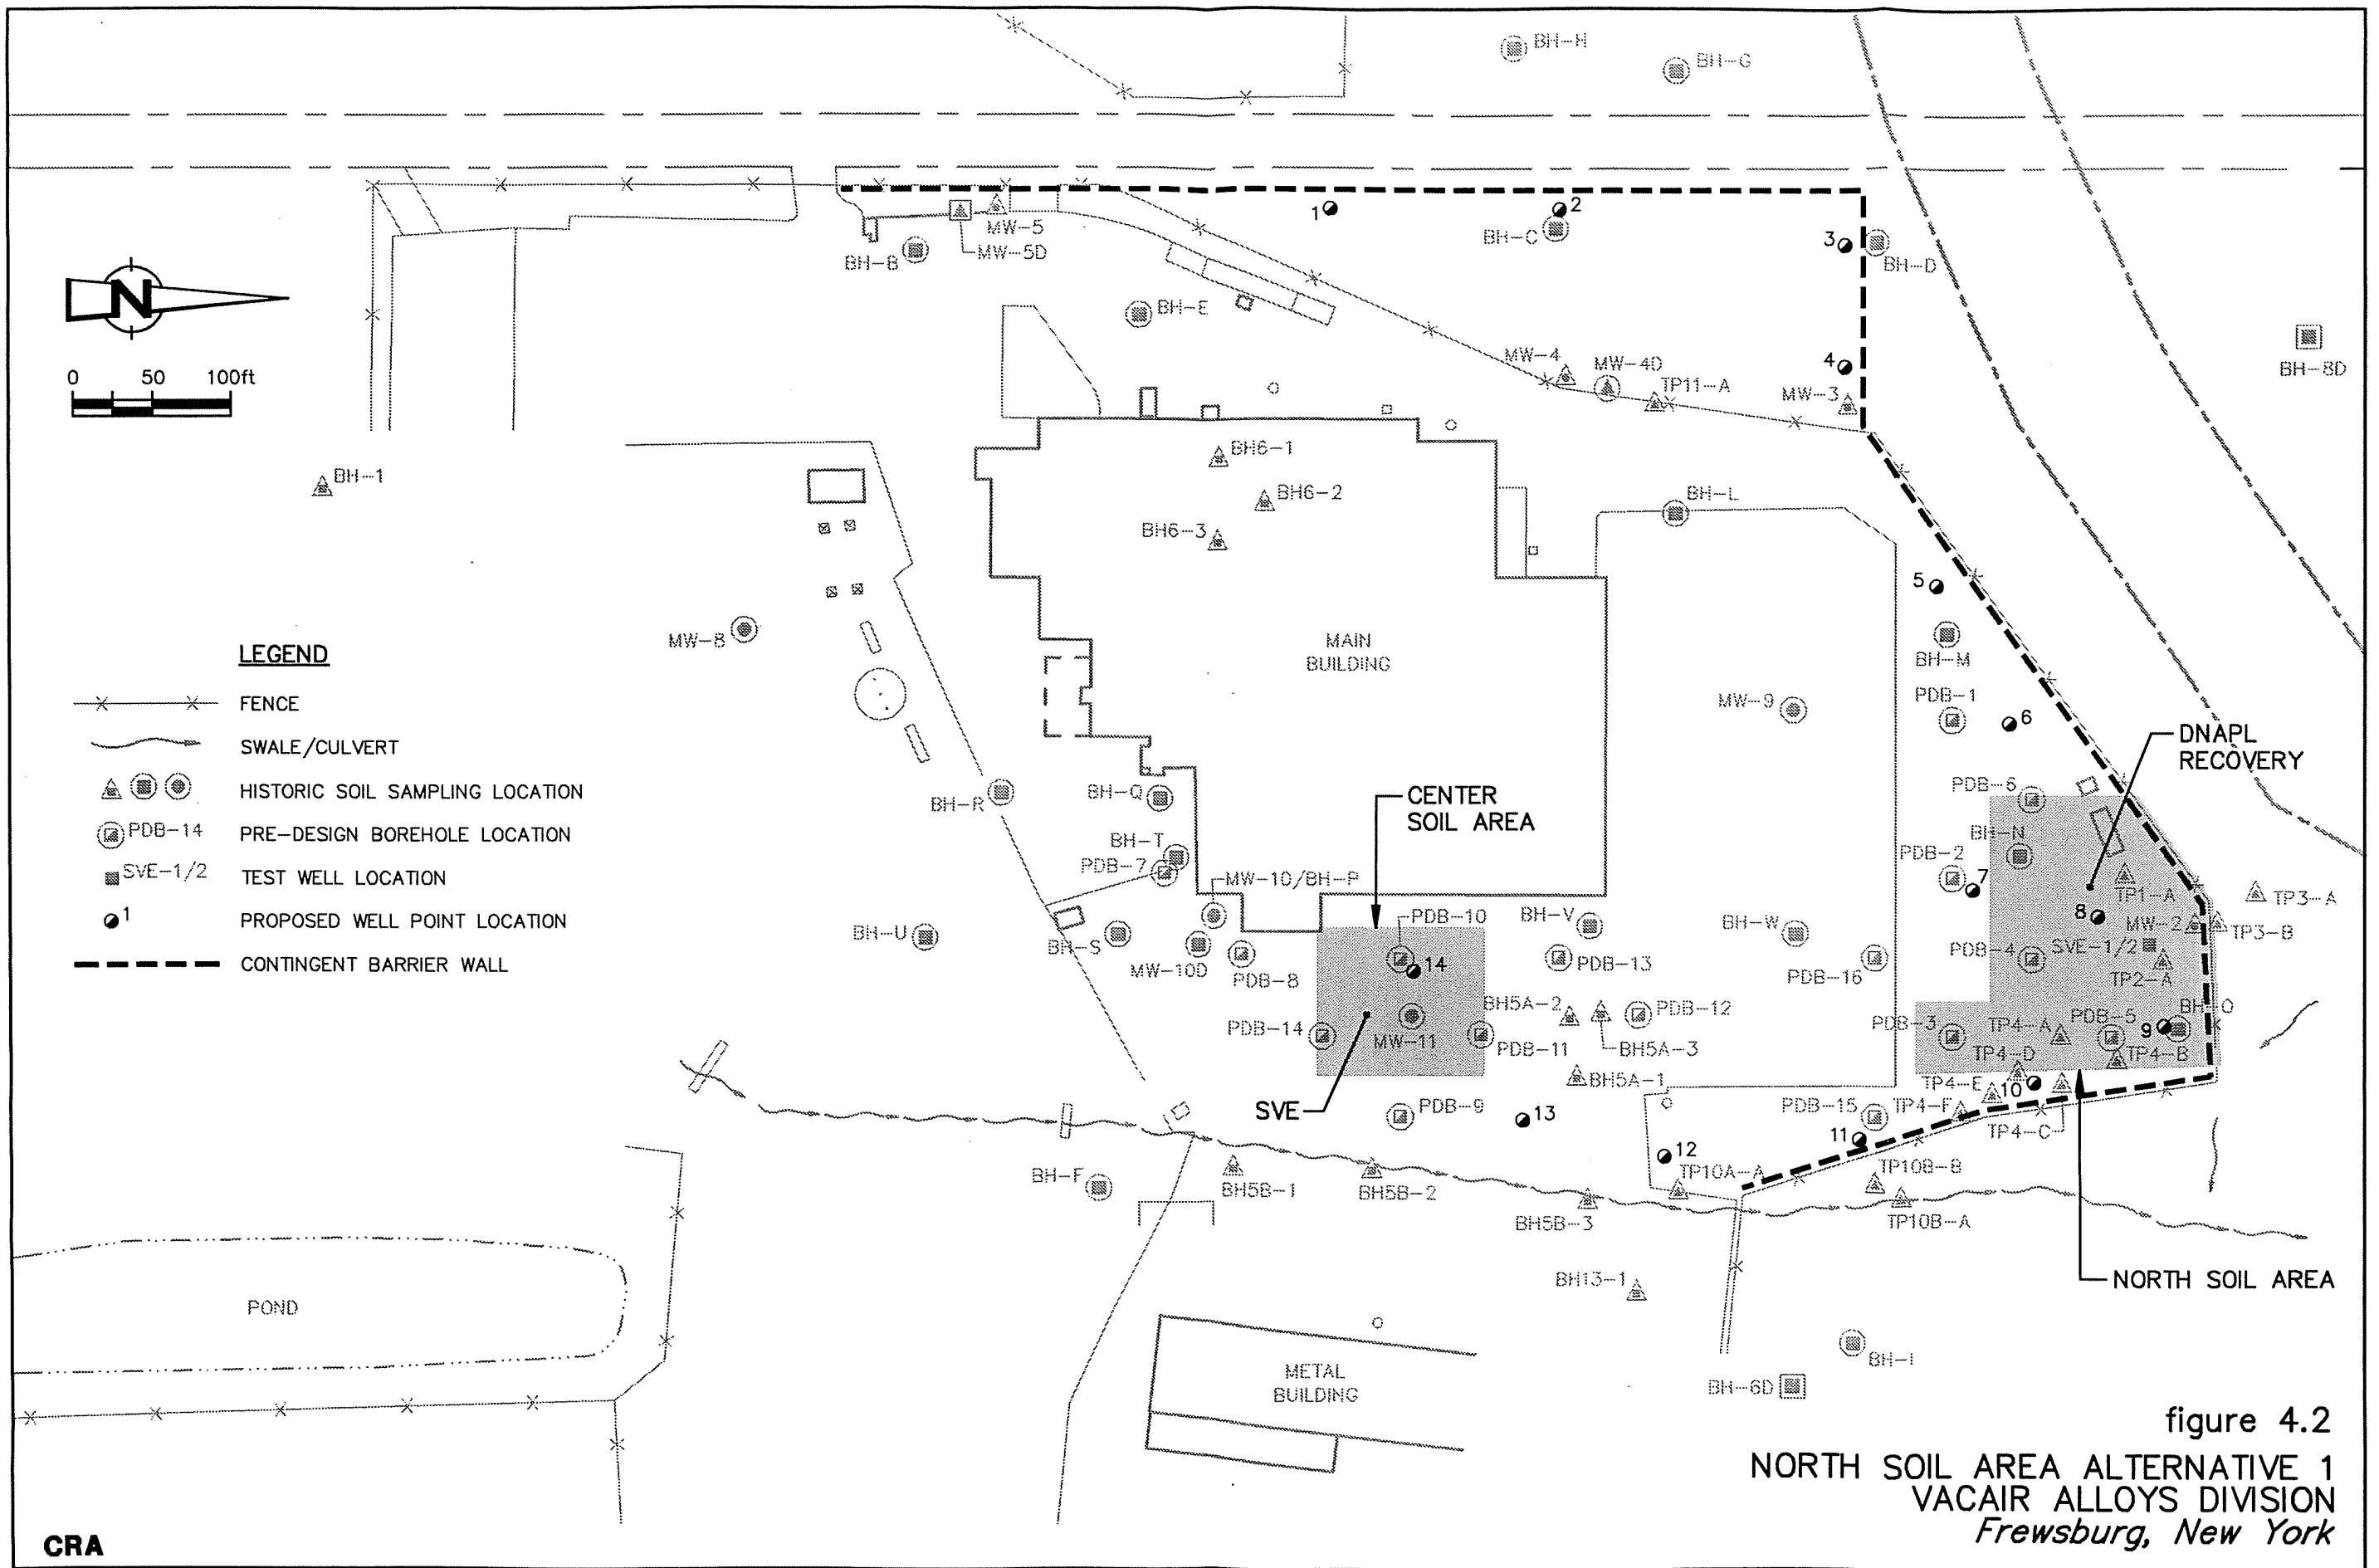 BH-H
BH-G
1
2
MW-5
MW-5D
BH-B
BH-C
3
BH-D
N
BH-E
0 50 100ft
MW-4
MW-4D
TP11-A
4
MW-3
BH-8D
BH-1
BH6-1
BH6-2
BH6-3
BH-L
5
MW-8
MAIN
BUILDING
BH-M
PDB-1
MW-9
6
LEGEND
FENCE
SWALE/CULVERT
HISTORIC SOIL SAMPLING LOCATION
PDB-14 PRE-DESIGN BOREHOLE LOCATION
SVE-1/2 TEST WELL LOCATION
1 PROPOSED WELL POINT LOCATION
CONTINGENT BARRIER WALL
DNAPL
RECOVERY
BH-R
BH-Q
CENTER
SOIL AREA
PDB-6
BH-N
BH-T
PDB-7
MW-10/BH-P
PDB-2
7
TP1-A
TP3-A
8
MW-2
TP3-B
BH-U
BH-S
MW-10D
PDB-8
PDB-10
14
BH-V
PDB-13
BH-W
PDB-16
PDB-4
SVE-1/2
TP2-A
PDB-14
MW-11
PDB-11
BH5A-2
PDB-12
BH5A-3
BH5A-1
PDB-3
TP4-A
PDB-5
9
BH-O
TP4-D
TP4-B
TP4-E
10
SVE
PDB-9
13
PDB-15
TP4-F
TP4-C
11
12
TP10A-A
TP10B-B
TP10B-A
BH-F
BH5B-1
BH5B-2
BH5B-3
BH13-1
NORTH SOIL AREA
POND
METAL
BUILDING
BH-I
BH-6D
figure 4.2
NORTH SOIL AREA ALTERNATIVE 1
VACAIR ALLOYS DIVISION
Frewsburg, New York
CRA